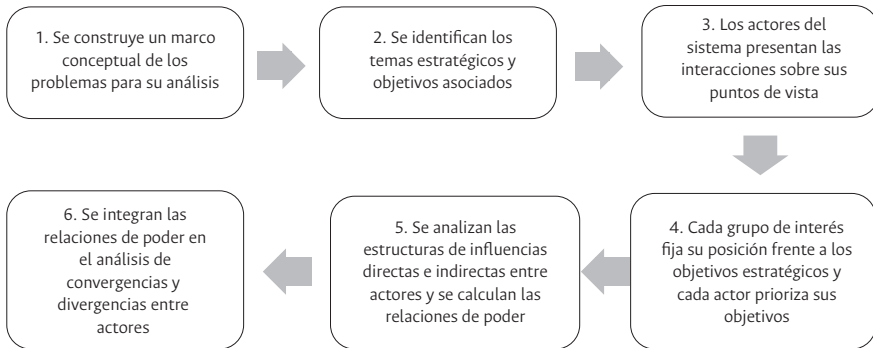 1. Se construye un marco
conceptual de los
problemas para su análisis
2. Se identifican los
temas estratégicos y
objetivos asociados
3. Los actores del
sistema presentan las
interacciones sobre sus
puntos de vista
4. Cada grupo de interés
fija su posición frente a los
objetivos estratégicos y
cada actor prioriza sus
objetivos
5. Se analizan las
estructuras de influencias
directas e indirectas entre
actores y se calculan las
relaciones de poder
6. Se integran las
relaciones de poder en
el análisis de
convergencias y
divergencias entre
actores